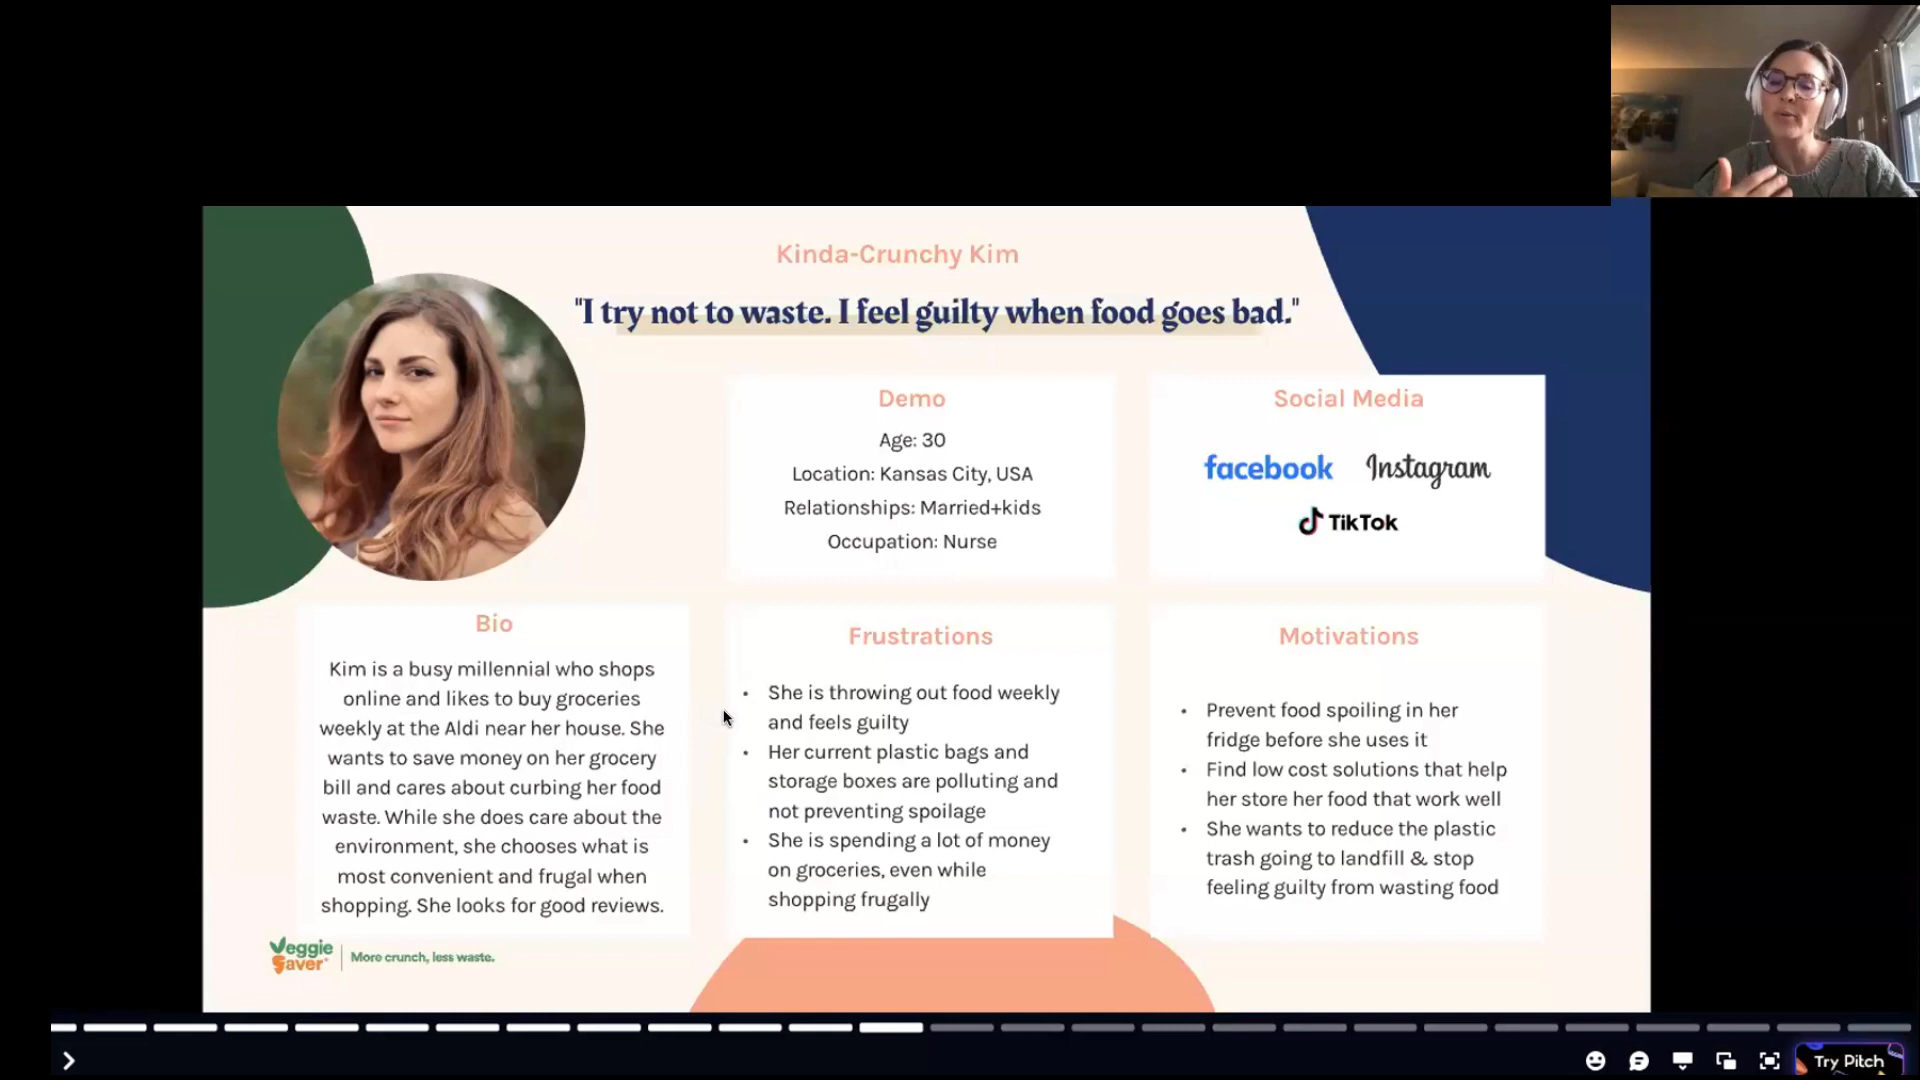 Kinda-Crunchy Kim
"I try not to waste. I feel guilty when food goes bad."
Demo
Age: 30
Location: Kansas City, USA
Relationships: Married+kids
Occupation: Nurse
Social Media
facebook Instagram
TikTok
Bio
Kim is a busy millennial who shops
online and likes to buy groceries
weekly at the Aldi near her house. She
wants to save money on her grocery
bill and cares about curbing her food
waste. While she does care about the
environment, she chooses what is
most convenient and frugal when
shopping. She looks for good reviews.
Frustrations
• She is throwing out food weekly
and feels guilty
• Her current plastic bags and
storage boxes are polluting and
not preventing spoilage
• She is spending a lot of money
on groceries, even while
shopping frugally
Motivations
• Prevent food spoiling in her
fridge before she uses it
• Find low cost solutions that help
her store her food that work well
• She wants to reduce the plastic
trash going to landfill & stop
feeling guilty from wasting food
Veggie
Saver
More crunch, less waste.
Try Pitch